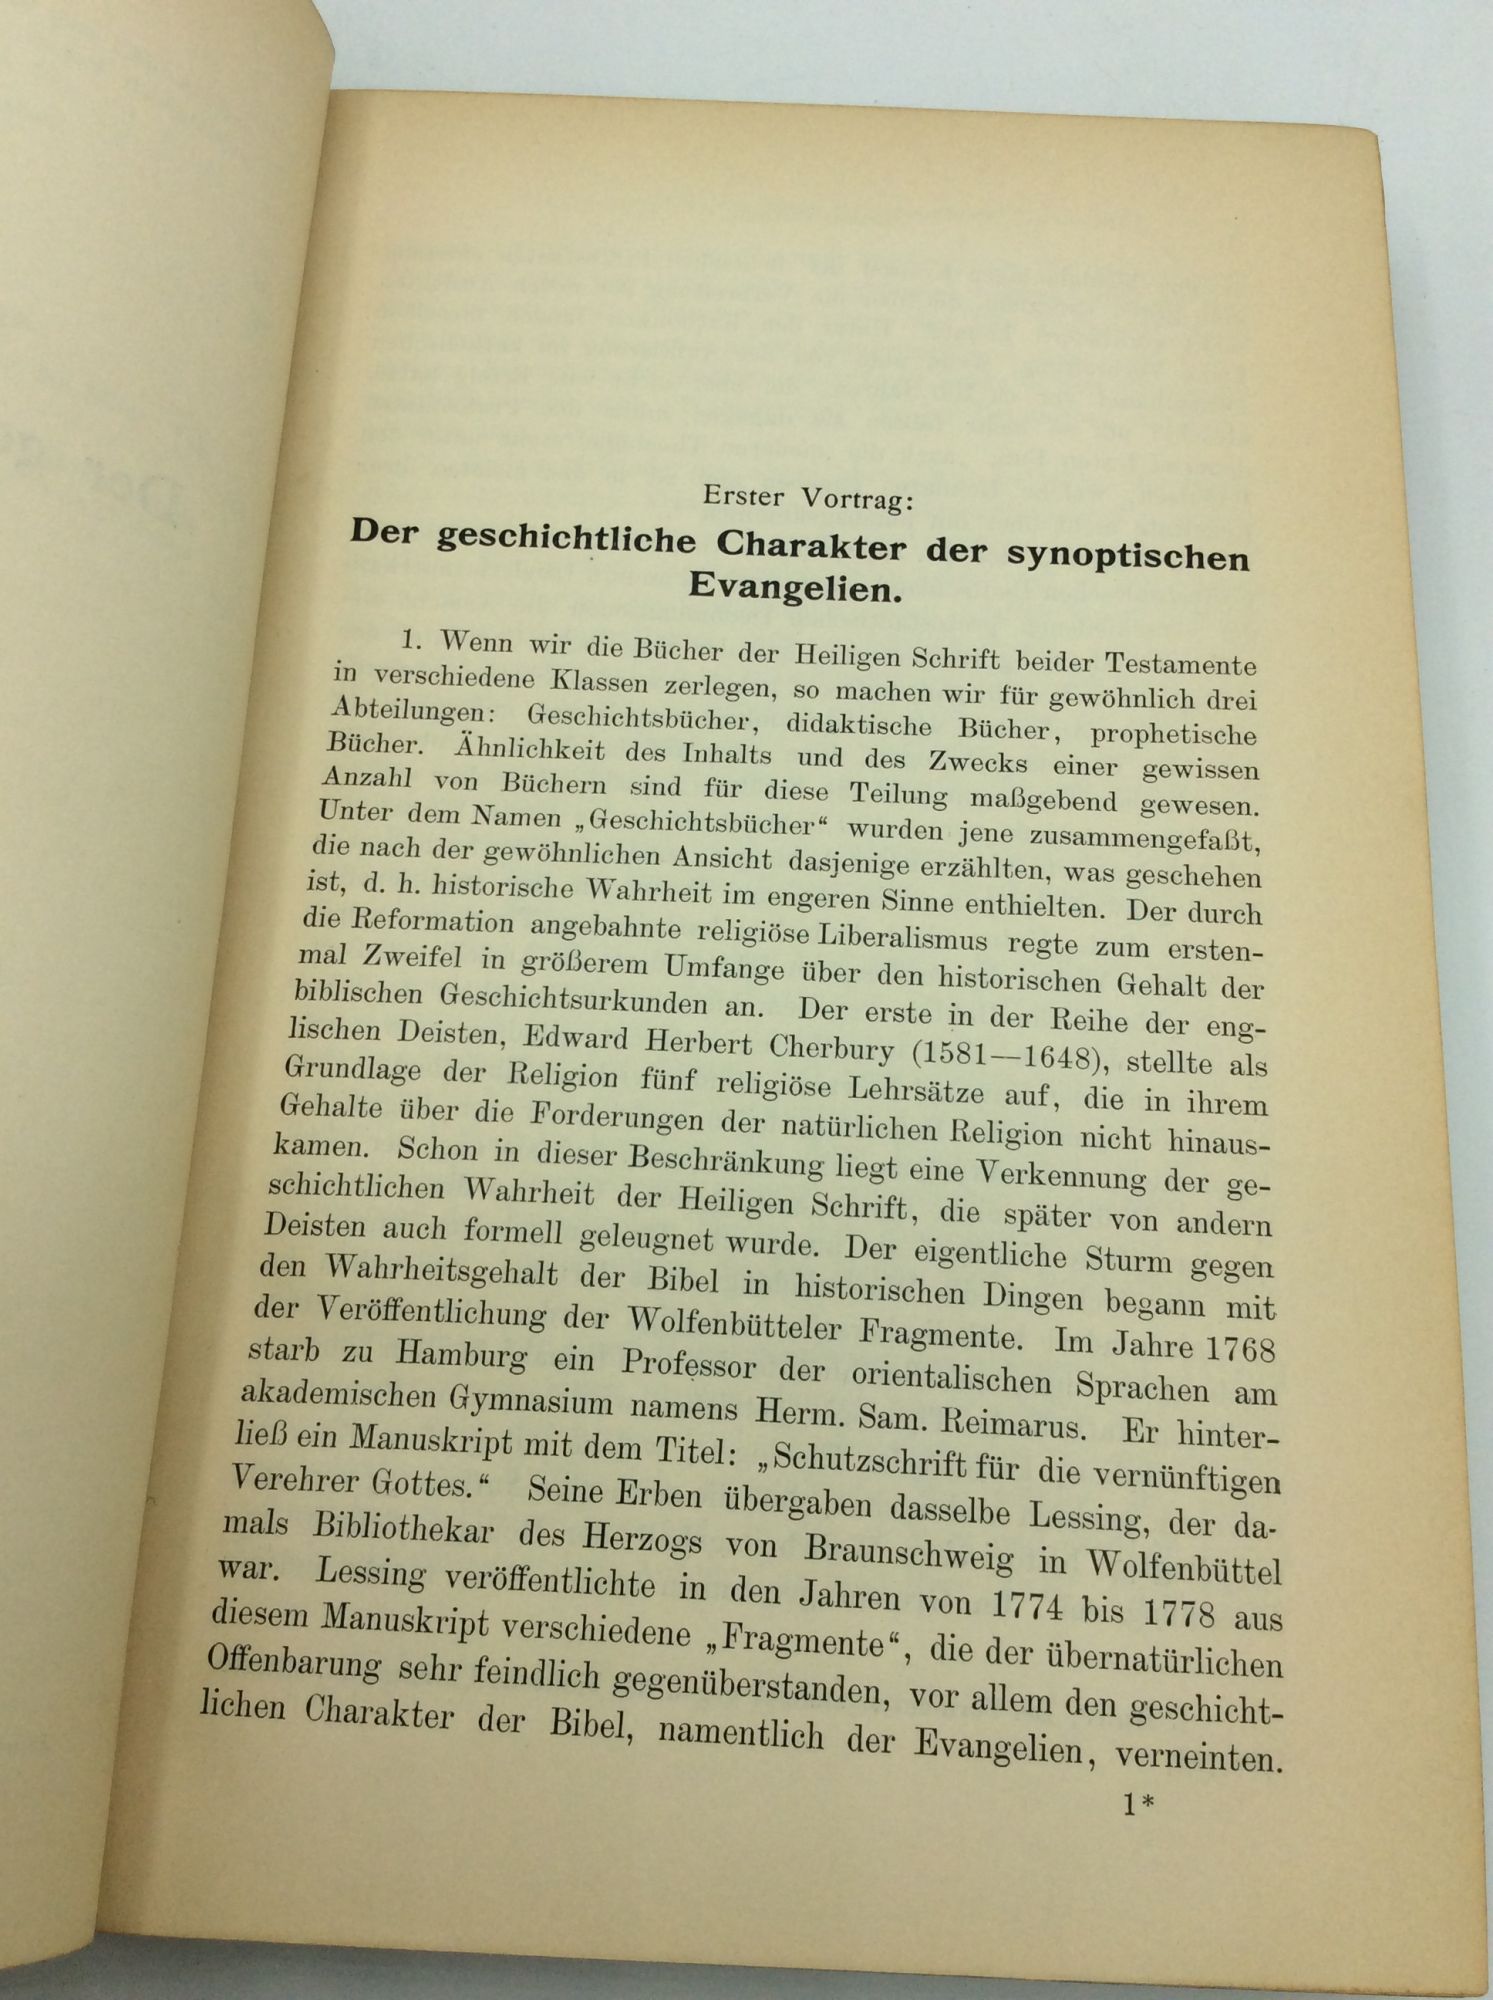 Erster Vortrag:
Der geschichtliche Charakter der synoptischen
Evangelien.
1. Wenn wir die Bücher der Heiligen Schrift beider Testamente
in verschiedene Klassen zerlegen, so machen wir für gewöhnlich drei
Abteilungen: Geschichtsbücher, didaktische Bücher, prophetische
Bücher. Ähnlichkeit des Inhalts und des Zwecks einer gewissen
Anzahl von Büchern sind für diese Teilung maßgebend gewesen.
Unter dem Namen „Geschichtsbücher“ wurden jene zusammengefaßt,
die nach der gewöhnlichen Ansicht dasjenige erzählten, was geschehen
ist, d. h. historische Wahrheit im engeren Sinne enthielten. Der durch
die Reformation angebahnte religiöse Liberalismus regte zum ersten-
mal Zweifel in größerem Umfange über den historischen Gehalt der
biblischen Geschichtsurkunden an. Der erste in der Reihe der eng-
lischen Deisten, Edward Herbert Cherbury (1581—1648), stellte als
Grundlage der Religion fünf religiöse Lehrsätze auf, die in ihrem
Gehalte über die Forderungen der natürlichen Religion nicht hinaus-
kamen. Schon in dieser Beschränkung liegt eine Verkennung der ge-
schichtlichen Wahrheit der Heiligen Schrift, die später von andern
Deisten auch formell geleugnet wurde. Der eigentliche Sturm gegen
den Wahrheitsgehalt der Bibel in historischen Dingen begann mit
der Veröffentlichung der Wolfenbütteler Fragmente. Im Jahre 1768
starb zu Hamburg ein Professor der orientalischen Sprachen am
akademischen Gymnasium namens Herm. Sam. Reimarus. Er hinter-
ließ ein Manuskript mit dem Titel: „Schutzschrift für die vernünftigen
Verehrer Gottes.“ Seine Erben übergaben dasselbe Lessing, der da-
mals Bibliothekar des Herzogs von Braunschweig in Wolfenbüttel
war. Lessing veröffentlichte in den Jahren von 1774 bis 1778 aus
diesem Manuskript verschiedene „Fragmente“, die der übernatürlichen
Offenbarung sehr feindlich gegenüberstanden, vor allem den geschicht-
lichen Charakter der Bibel, namentlich der Evangelien, verneinten.
1*